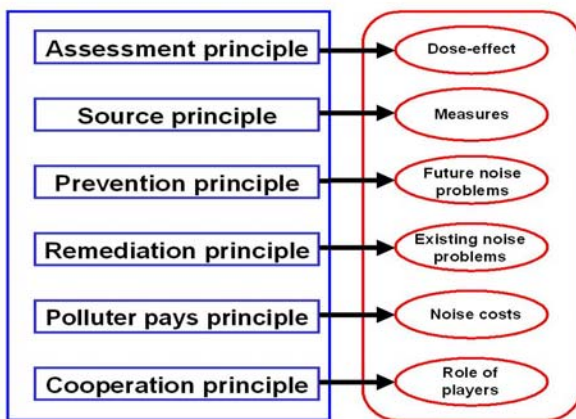 Assessment principle
Dose-effect
Source principle
Measures
Prevention principle
Future noise
problems
Remediation principle
Existing noise
problems
Polluter pays principle
Noise costs
Cooperation principle
Role of
players